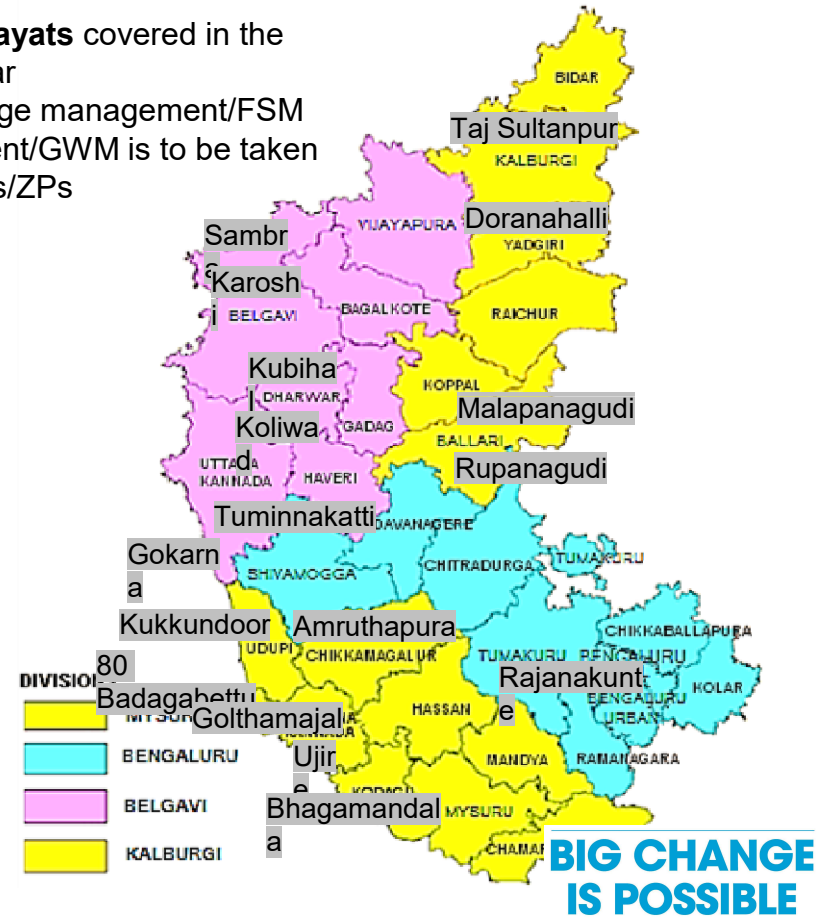 ayats covered in the
ar
ge management/FSM
ent/GWM is to be taken
s/ZPs
BIDAR
Taj Sultanpur
KALBURGI
Doranahalli
VIJAYAPURA
YADGIRI
Sambr
Karosh
i
BELGAVI
BAGALKOTE
RAICHUR
Kubiha
l
DHARWAR
KOPPAL
Malapanagudi
Koliwa
d
GADAG
BALLARI
UTTARA
KANNADA
HAVERI
Rupanagudi
Tuminnakatti
DAVANAGERE
Gokarn
a
SHIVAMOGGA
CHITRADURGA
TUMAKURU
Kukkundoor
Amruthapura
CHIKKABALLAPURA
UDUPI
CHIKKAMAGALUR
TUMAKURU
BENGALURU
80
Badagabettu
DIVISION
Rajanakunt
e
BENGALURU
URBAN
KOLAR
MYSURU
Golthamajal
HASSAN
BENGALURU
Ujir
e
MANDYA
RAMANAGARA
BELGAVI
KODAGU
Bhagamandal
a
MYSURU
KALBURGI
CHAMAR
BIG CHANGE
IS POSSIBLE